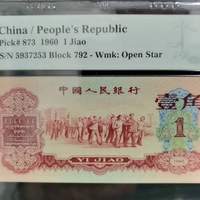 China / People's Republic
Pick# 873 1960 1 Jiao
S/N 5937253 Block 792 - Wmk: Open Star
中国人民银行
壹角
1
YI JIAO